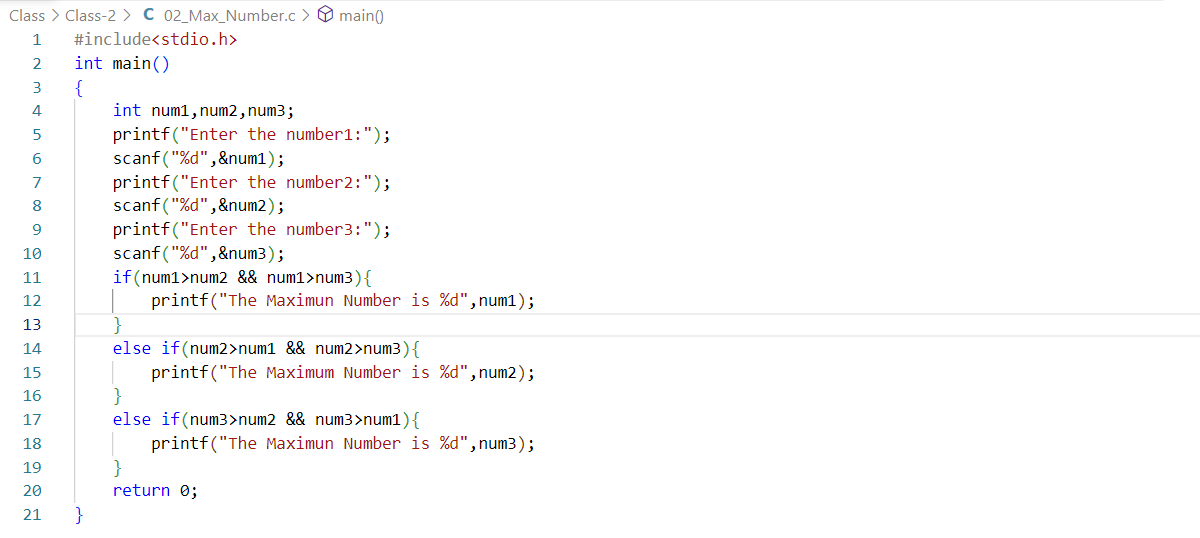 Class > Class-2 > C 02_Max_Number.c > main()
1 #include<stdio.h>
2 int main()
3 {
4     int num1,num2,num3;
5     printf("Enter the number1:");
6     scanf("%d",&num1);
7     printf("Enter the number2:");
8     scanf("%d",&num2);
9     printf("Enter the number3:");
10     scanf("%d",&num3);
11     if(num1>num2 && num1>num3){
12         printf("The Maximun Number is %d",num1);
13     }
14     else if(num2>num1 && num2>num3){
15         printf("The Maximum Number is %d",num2);
16     }
17     else if(num3>num2 && num3>num1){
18         printf("The Maximun Number is %d",num3);
19     }
20     return 0;
21 }